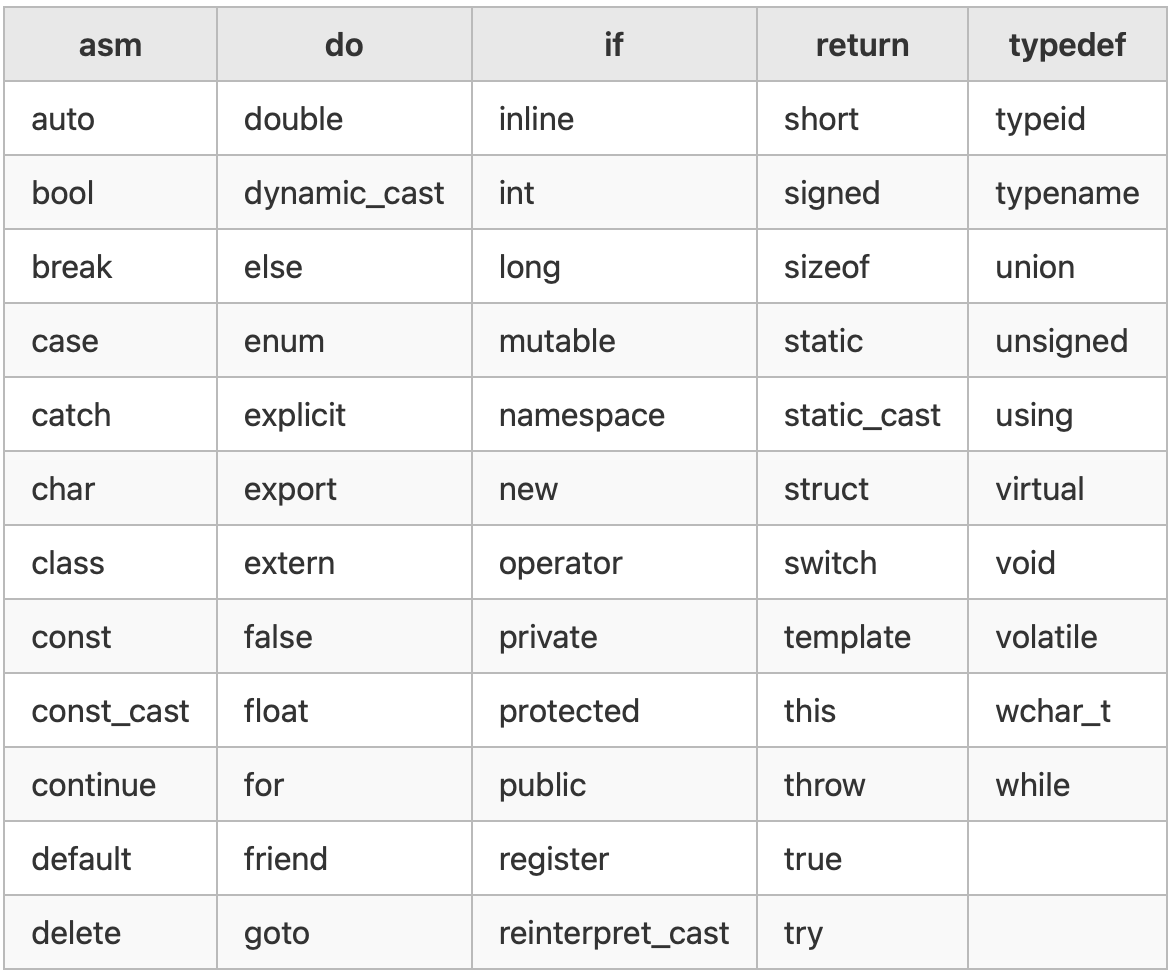 asm do if return typedef
auto double inline short typeid
bool dynamic_cast int signed typename
break else long sizeof union
case enum mutable static unsigned
catch explicit namespace static_cast using
char export new struct virtual
class extern operator switch void
const false private template volatile
const_cast float protected this wchar_t
continue for public throw while
default friend register true
delete goto reinterpret_cast try